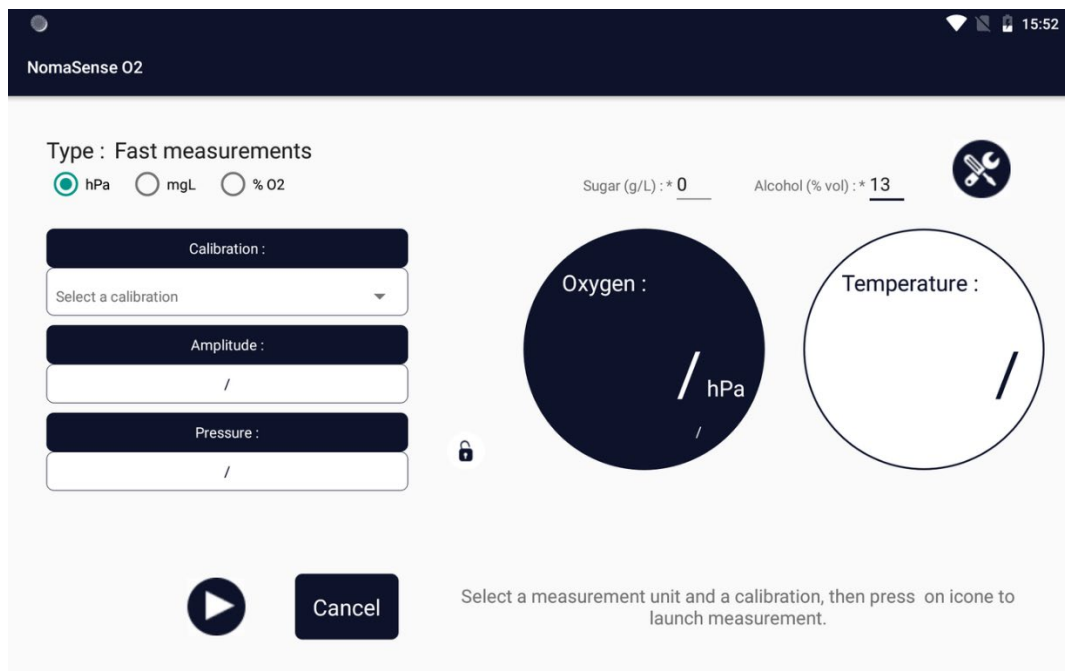 15:52
NomaSense O2
Type : Fast measurements
hPa mgL % O2
Sugar (g/L) : * 0 Alcohol (% vol) : * 13
Calibration :
Select a calibration
Amplitude :
/
Pressure :
/
Oxygen :
/ hPa
/
Temperature :
/
Cancel
Select a measurement unit and a calibration, then press on icone to
launch measurement.